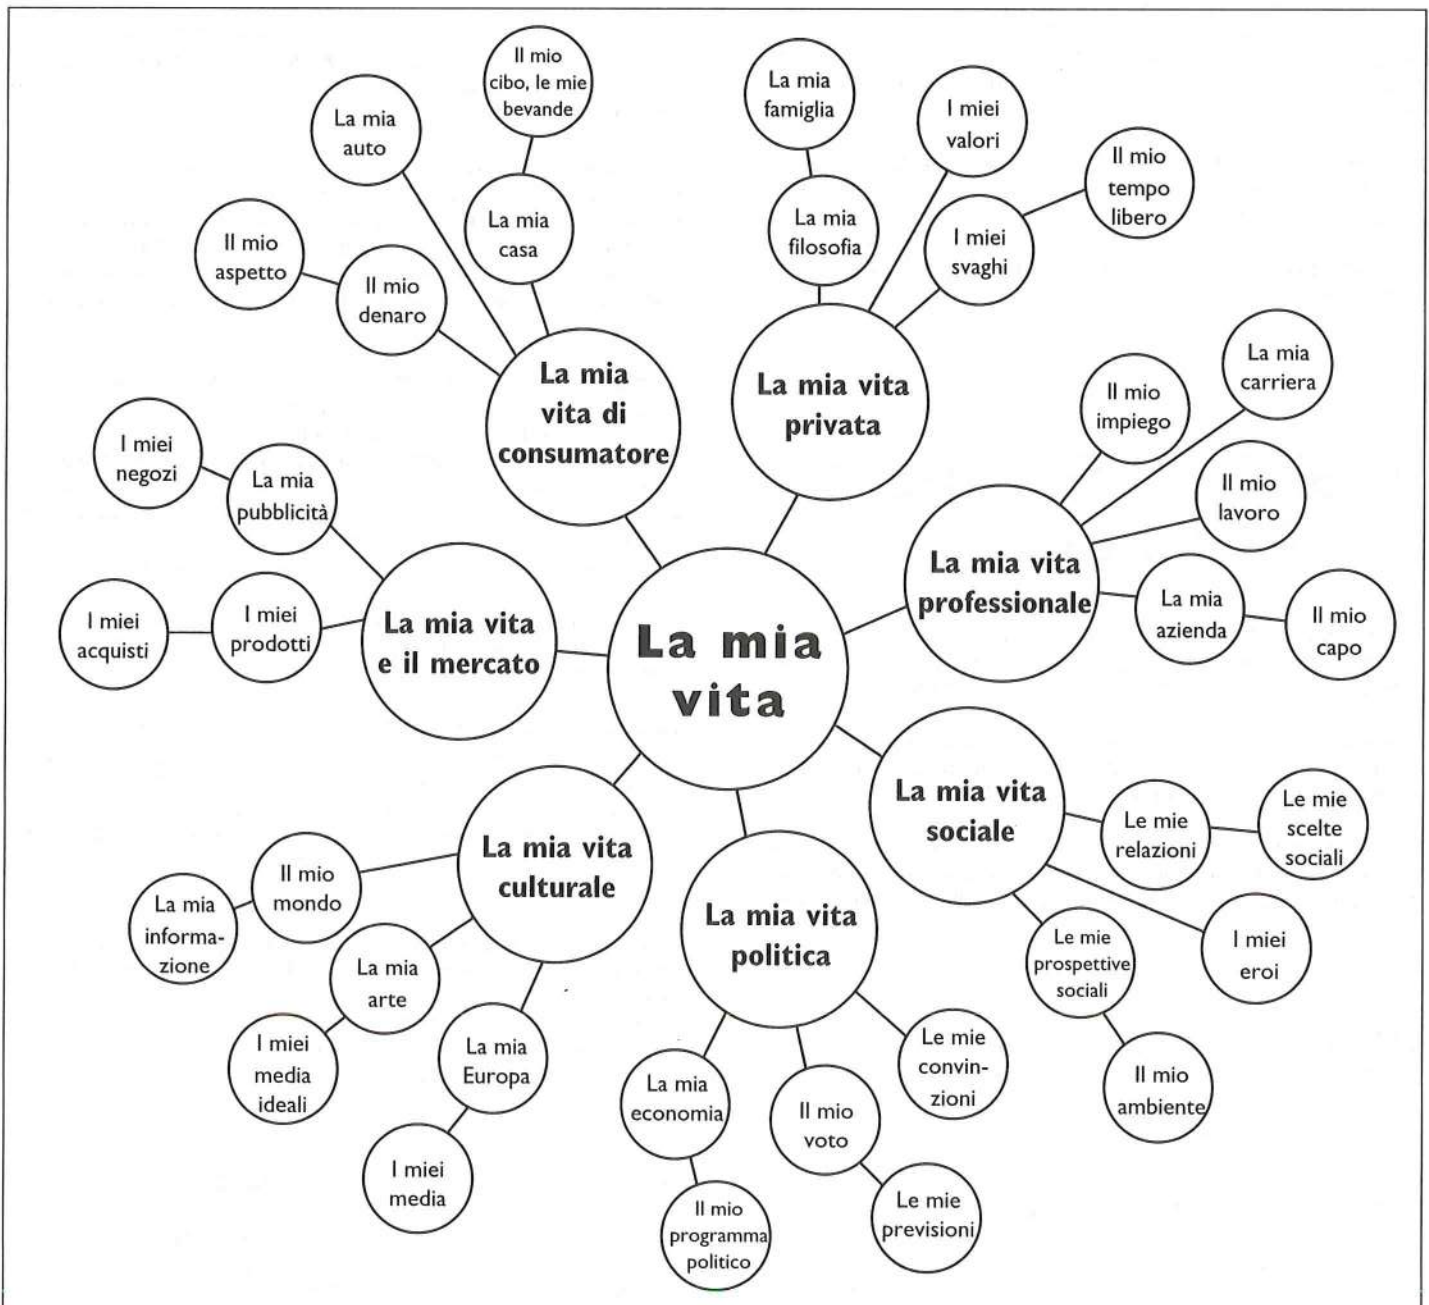 La mia
vita
La mia
vita di
consumatore
La mia
auto
Il mio
cibo, le mie
bevande
La mia
casa
Il mio
aspetto
Il mio
denaro
La mia vita
privata
La mia
famiglia
La mia
filosofia
I miei
valori
I miei
svaghi
Il mio
tempo
libero
La mia vita
professionale
Il mio
impiego
La mia
carriera
Il mio
lavoro
La mia
azienda
Il mio
capo
La mia vita
sociale
Le mie
relazioni
Le mie
scelte
sociali
I miei
eroi
Le mie
prospettive
sociali
Il mio
ambiente
La mia vita
politica
Le mie
convin-
zioni
Il mio
voto
Le mie
previsioni
La mia
economia
Il mio
programma
politico
La mia vita
culturale
Il mio
mondo
La mia
informa-
zione
La mia
arte
I miei
media
ideali
La mia
Europa
I miei
media
La mia vita
e il mercato
La mia
pubblicità
I miei
negozi
I miei
prodotti
I miei
acquisti